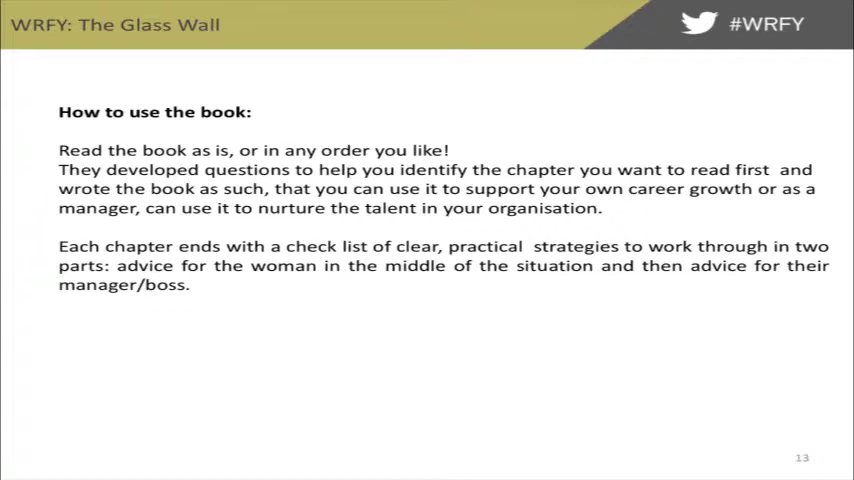 WRFY: The Glass Wall
#WRFY
How to use the book:
Read the book as is, or in any order you like!
They developed questions to help you identify the chapter you want to read first and
wrote the book as such, that you can use it to support your own career growth or as a
manager, can use it to nurture the talent in your organisation.
Each chapter ends with a check list of clear, practical strategies to work through in two
parts: advice for the woman in the middle of the situation and then advice for their
manager/boss.
13